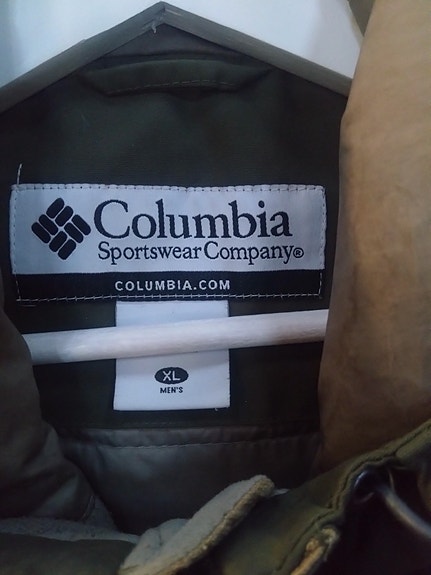 Columbia
Sportswear Company®
COLUMBIA.COM
XL
MEN'S